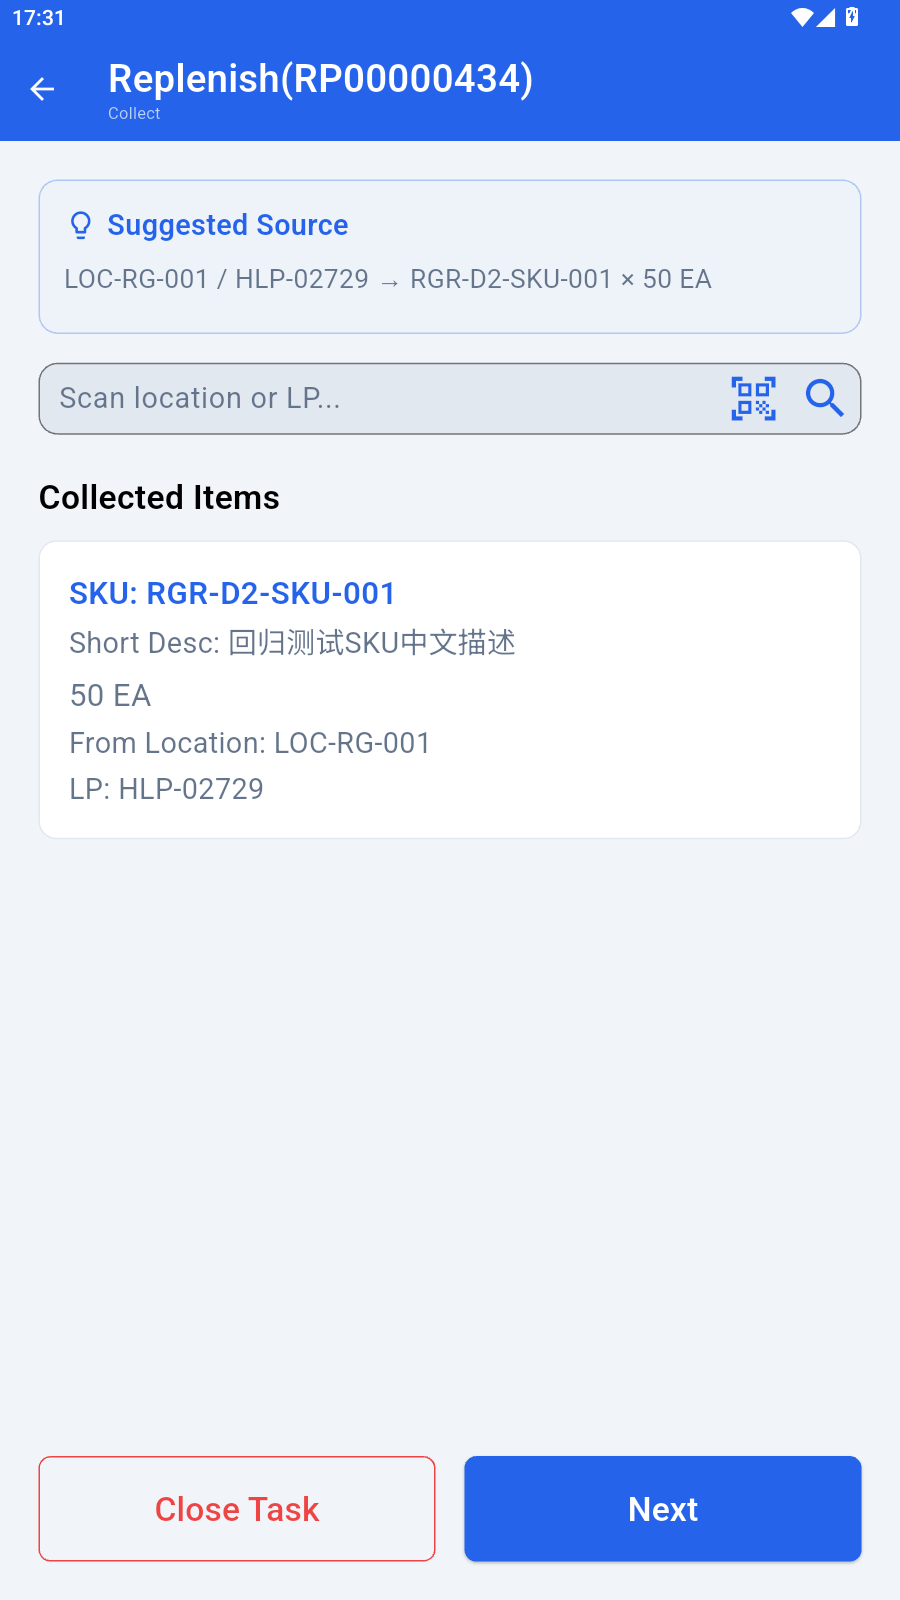 17:31
Replenish(RP00000434)
Collect
Suggested Source
LOC-RG-001 / HLP-02729 → RGR-D2-SKU-001 × 50 EA
Scan location or LP...
Collected Items
SKU: RGR-D2-SKU-001
Short Desc: 回归测试SKU中文描述
50 EA
From Location: LOC-RG-001
LP: HLP-02729
Close Task
Next